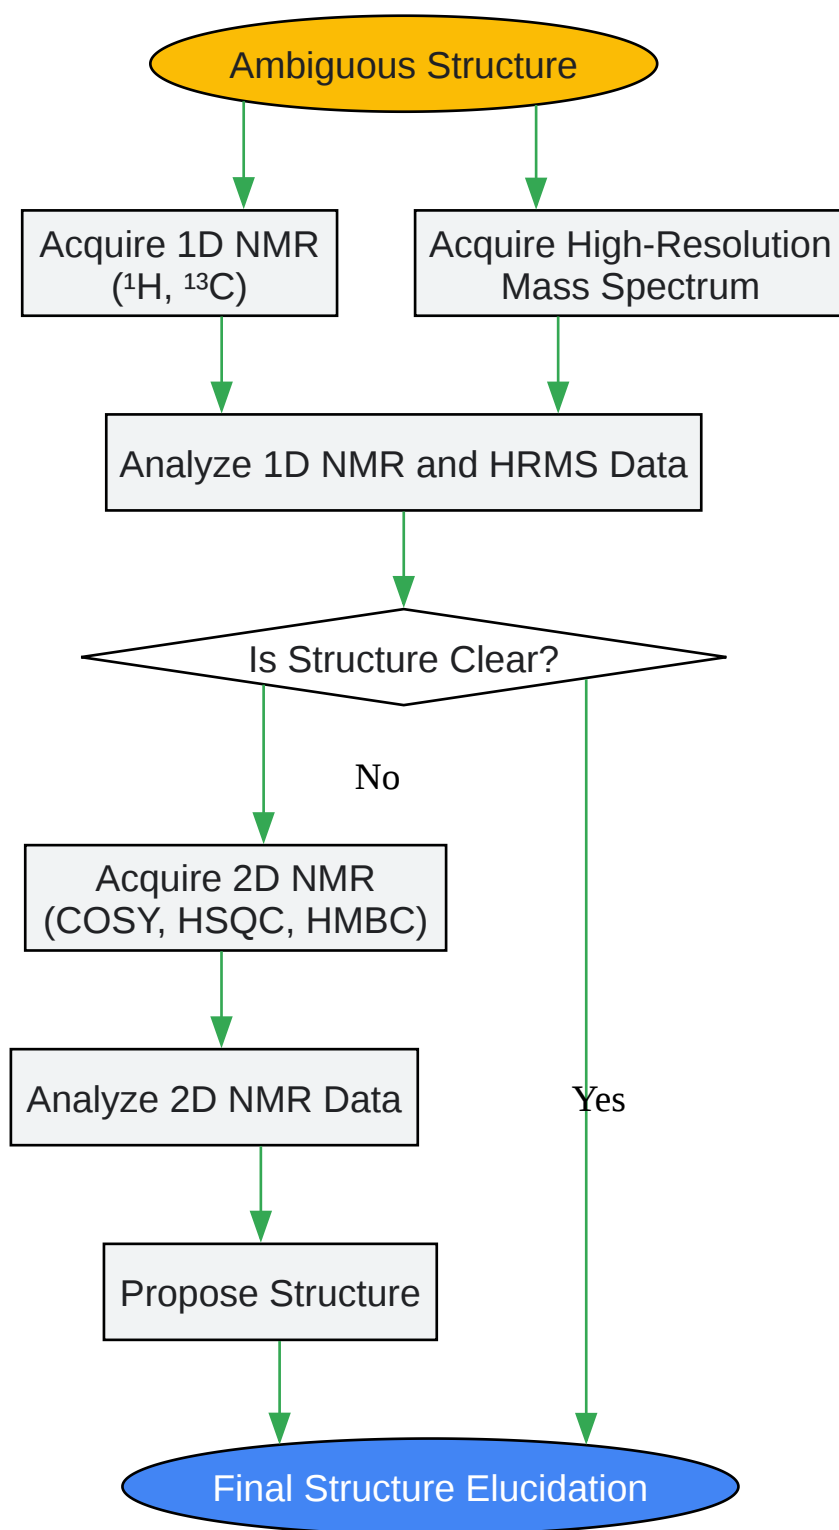 Ambiguous Structure
Acquire 1D NMR
(¹H, ¹³C)
Acquire High-Resolution
Mass Spectrum
Analyze 1D NMR and HRMS Data
Is Structure Clear?
No
Acquire 2D NMR
(COSY, HSQC, HMBC)
Analyze 2D NMR Data
Yes
Propose Structure
Final Structure Elucidation